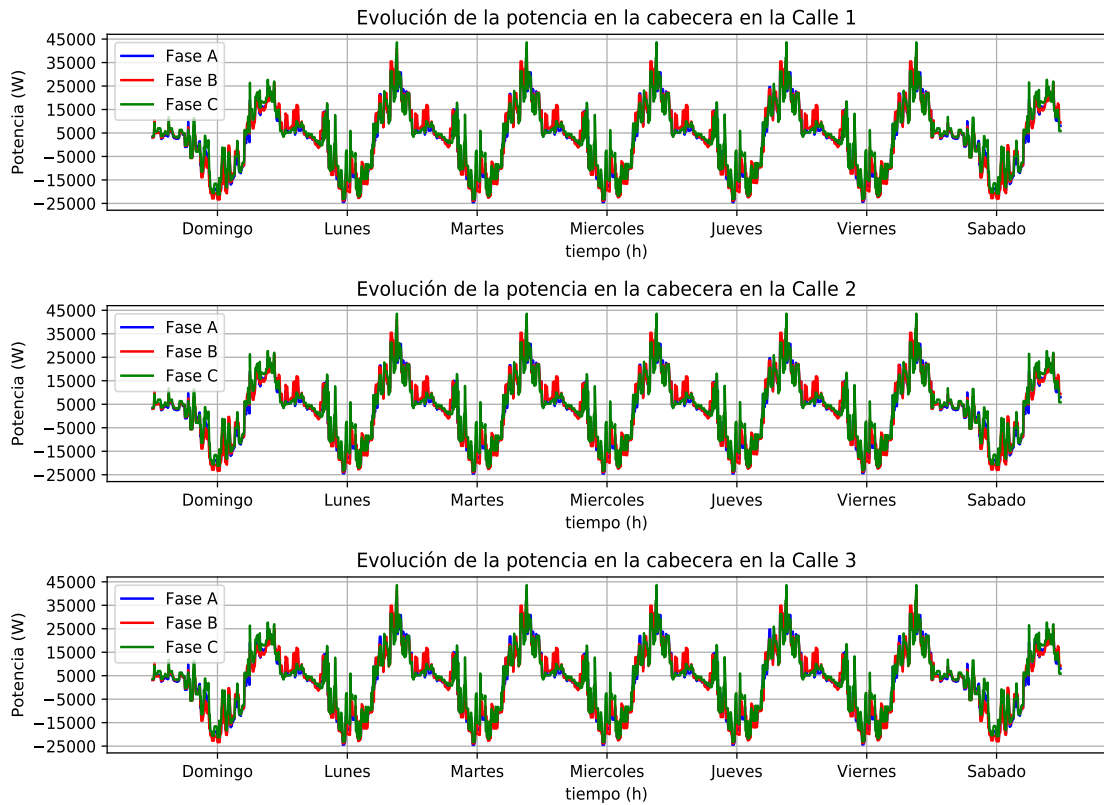 Evolución de la potencia en la cabecera en la Calle 1
45000
35000
25000
15000
5000
−5000
−15000
−25000
Potencia (W)
Fase A
Fase B
Fase C
Domingo Lunes Martes Miercoles Jueves Viernes Sabado
tiempo (h)
Evolución de la potencia en la cabecera en la Calle 2
45000
35000
25000
15000
5000
−5000
−15000
−25000
Potencia (W)
Fase A
Fase B
Fase C
Domingo Lunes Martes Miercoles Jueves Viernes Sabado
tiempo (h)
Evolución de la potencia en la cabecera en la Calle 3
45000
35000
25000
15000
5000
−5000
−15000
−25000
Potencia (W)
Fase A
Fase B
Fase C
Domingo Lunes Martes Miercoles Jueves Viernes Sabado
tiempo (h)